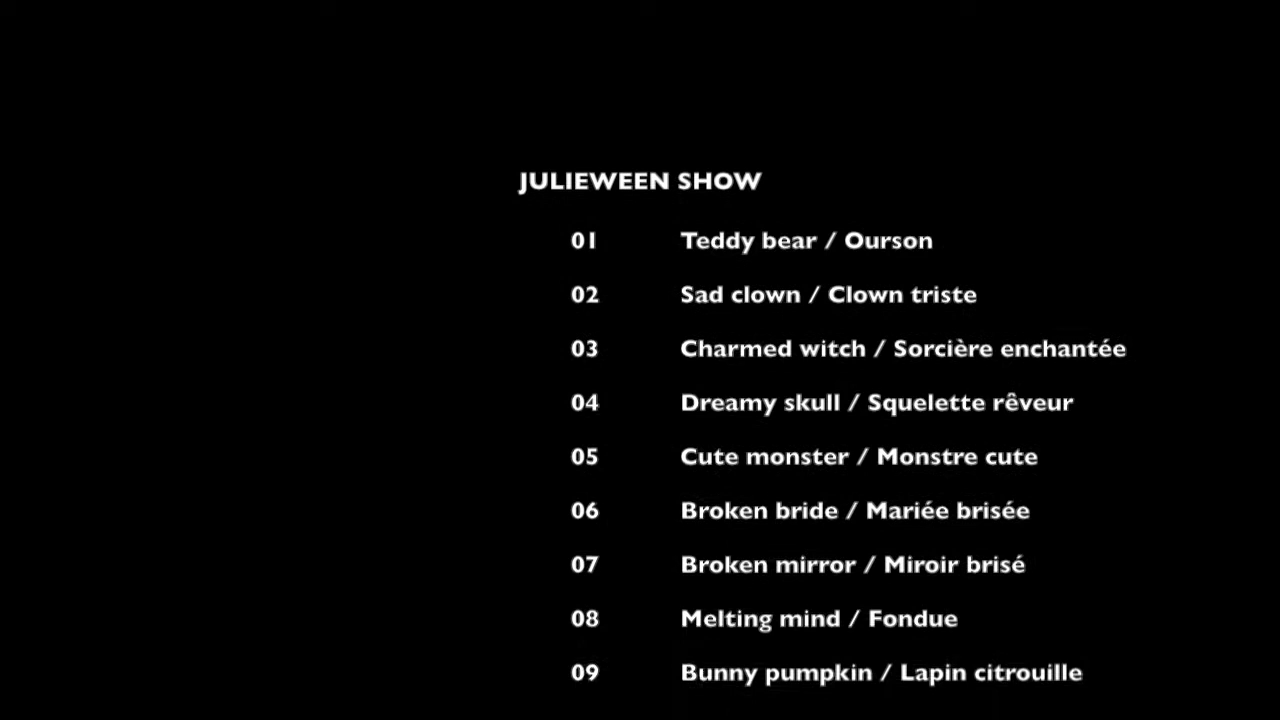 JULIEWEEN SHOW
01 Teddy bear / Ourson
02 Sad clown / Clown triste
03 Charmed witch / Sorcière enchantée
04 Dreamy skull / Squelette rêveur
05 Cute monster / Monstre cute
06 Broken bride / Mariée brisée
07 Broken mirror / Miroir brisé
08 Melting mind / Fondue
09 Bunny pumpkin / Lapin citrouille